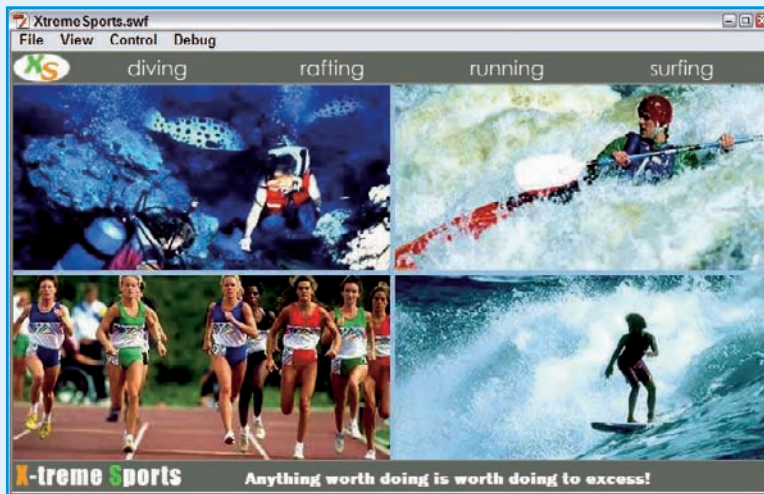 XtremeSports.swf
File View Control Debug
XS diving rafting running surfing
X-treme Sports Anything worth doing is worth doing to excess!